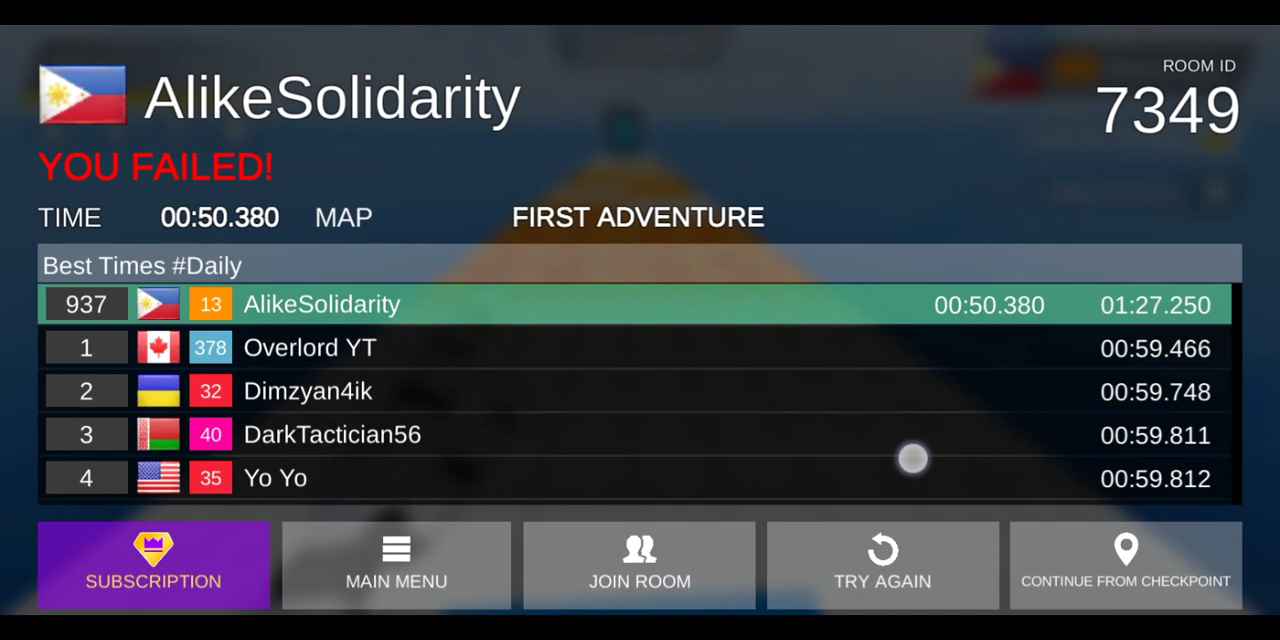 AlikeSolidarity
ROOM ID
7349
YOU FAILED!
TIME 00:50.380 MAP FIRST ADVENTURE
Best Times #Daily
937 13 AlikeSolidarity 00:50.380 01:27.250
1 378 Overlord YT 00:59.466
2 32 Dimzyan4ik 00:59.748
3 40 DarkTactician56 00:59.811
4 35 Yo Yo 00:59.812
SUBSCRIPTION MAIN MENU JOIN ROOM TRY AGAIN CONTINUE FROM CHECKPOINT